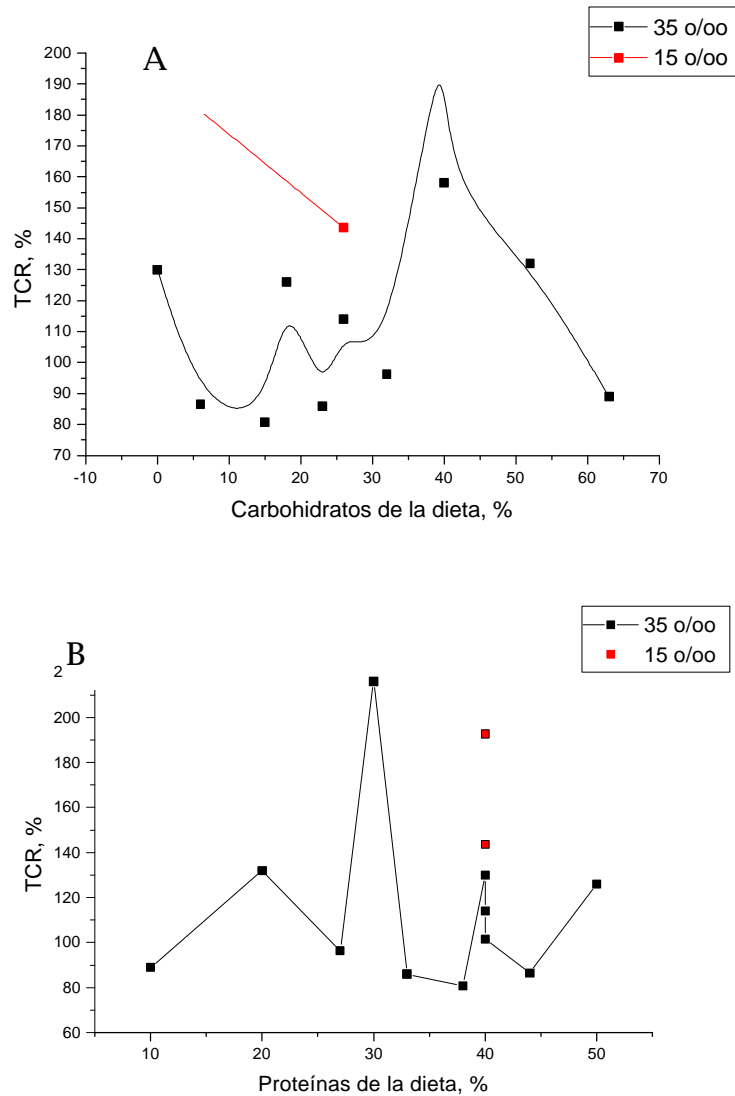 A
35 o/oo
15 o/oo
200
190
180
170
160
150
140
130
120
110
100
90
80
70
-10 0 10 20 30 40 50 60 70
TCR, %
Carbohidratos de la dieta, %
B
35 o/oo
15 o/oo
2
200
180
160
140
120
100
80
60
10 20 30 40 50
TCR, %
Proteínas de la dieta, %